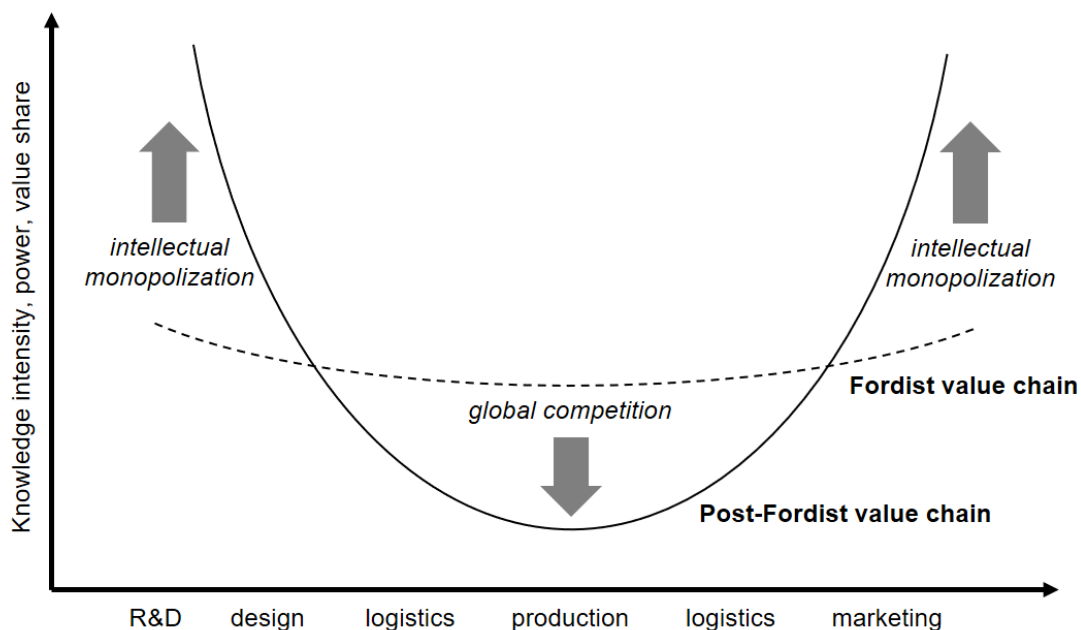 Knowledge intensity, power, value share
intellectual
monopolization
intellectual
monopolization
Fordist value chain
global competition
Post-Fordist value chain
R&D design logistics production logistics marketing